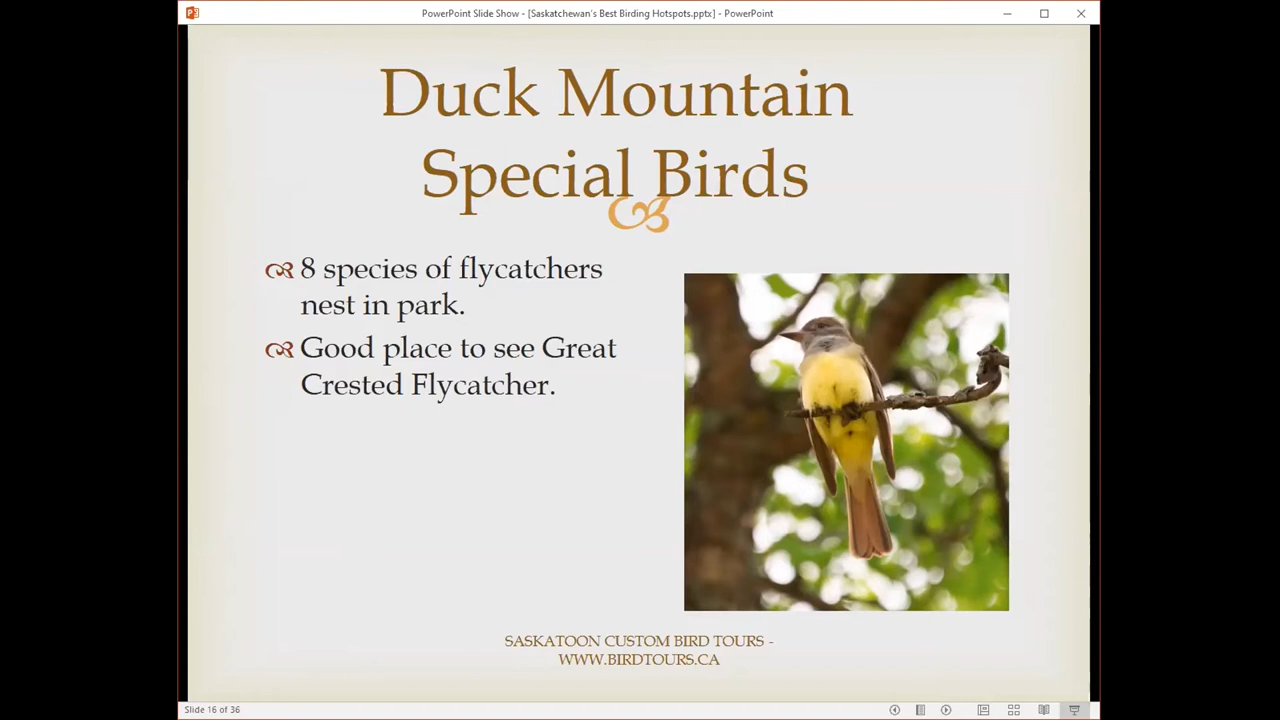 PowerPoint Slide Show - [Saskatchewan's Best Birding Hotspots.pptx] - PowerPoint
Duck Mountain
Special Birds
8 species of flycatchers
nest in park.
Good place to see Great
Crested Flycatcher.
SASKATOON CUSTOM BIRD TOURS -
WWW.BIRDTOURS.CA
Slide 16 of 36